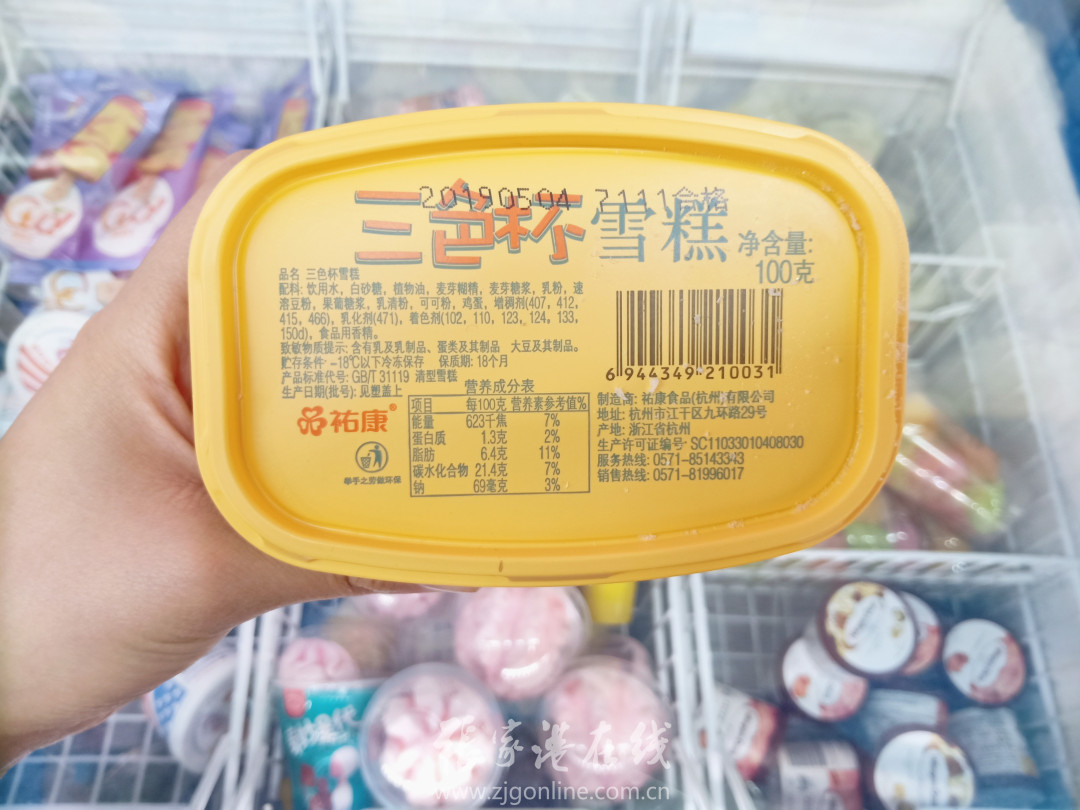 20190504 7111合格
三色杯雪糕 净含量:
100克
品名 三色杯雪糕
配料: 饮用水, 白砂糖, 植物油, 麦芽糊精, 麦芽糖浆, 乳粉, 速
溶豆粉, 果葡糖浆, 乳清粉, 可可粉, 鸡蛋, 增稠剂(407, 412,
415, 466), 乳化剂(471), 着色剂(102, 110, 123, 124, 133,
150d), 食品用香精。
致敏物质提示: 含有乳及乳制品、蛋类及其制品 大豆及其制品。
贮存条件: -18℃以下冷冻保存 保质期: 18个月
产品标准代号: GB/T 31119 清型雪糕
生产日期(批号): 见塑盖上
祐康®
营养成分表
项目 每100克 营养素参考值%
能量 623千焦 7%
蛋白质 1.3克 2%
脂肪 6.4克 11%
碳水化合物 21.4克 7%
钠 69毫克 3%
6 944349 210031
制造商: 祐康食品(杭州)有限公司
地址: 杭州市江干区九环路29号
产地: 浙江省杭州
生产许可证编号: SC11033010408030
服务热线: 0571-85143343
销售热线: 0571-81996017
张家港在线
www.zjgonline.com.cn